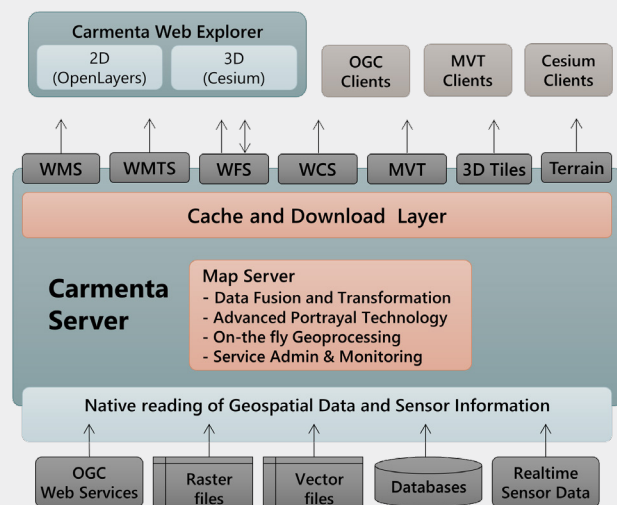 Carmenta Web Explorer
2D
(OpenLayers)
3D
(Cesium)
OGC
Clients
MVT
Clients
Cesium
Clients
WMS
WMTS
WFS
WCS
MVT
3D Tiles
Terrain
Cache and Download Layer
Carmenta
Server
Map Server
- Data Fusion and Transformation
- Advanced Portrayal Technology
- On-the fly Geoprocessing
- Service Admin & Monitoring
Native reading of Geospatial Data and Sensor Information
OGC
Web Services
Raster
files
Vector
files
Databases
Realtime
Sensor Data